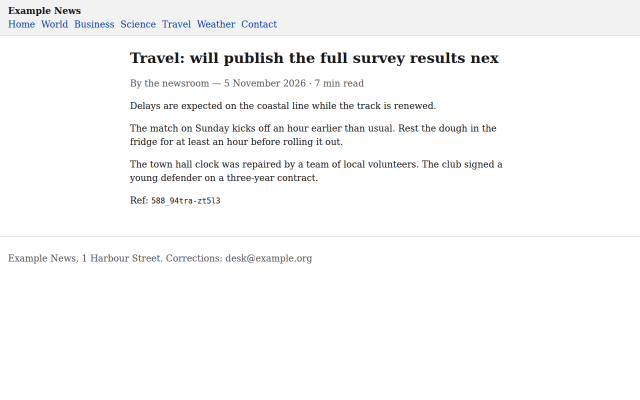 Example News
Home World Business Science Travel Weather Contact
Travel: will publish the full survey results nex
By the newsroom — 5 November 2026 · 7 min read
Delays are expected on the coastal line while the track is renewed.
The match on Sunday kicks off an hour earlier than usual. Rest the dough in the
fridge for at least an hour before rolling it out.
The town hall clock was repaired by a team of local volunteers. The club signed a
young defender on a three-year contract.
Ref: 588_94tra-zt5l3
Example News, 1 Harbour Street. Corrections: desk@example.org